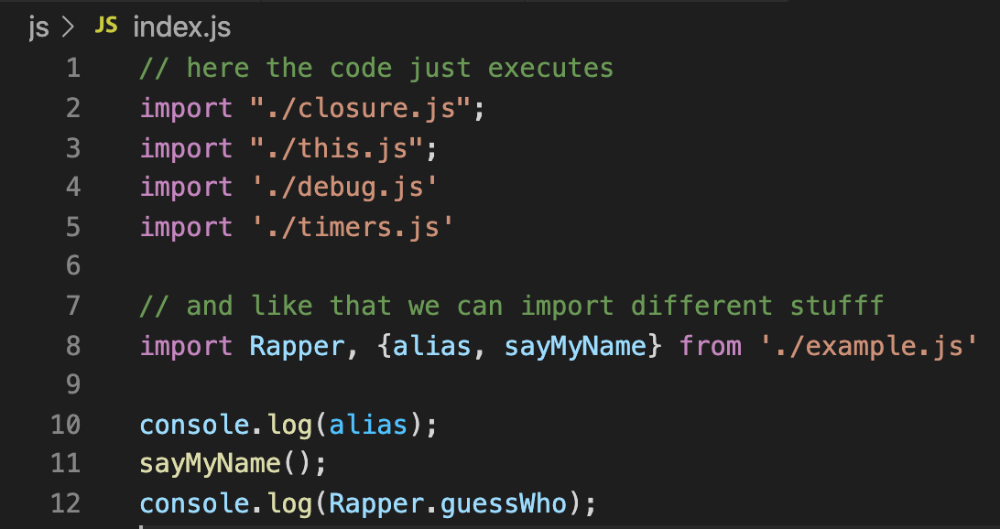 js > JS index.js
1 // here the code just executes
2 import "./closure.js";
3 import "./this.js";
4 import './debug.js'
5 import './timers.js'
6
7 // and like that we can import different stufff
8 import Rapper, {alias, sayMyName} from './example.js'
9
10 console.log(alias);
11 sayMyName();
12 console.log(Rapper.guessWho);